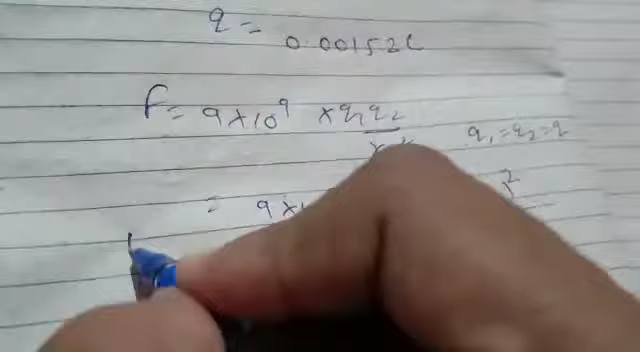 q =
0.00152C
F = 9×10⁹ × q₁q₂
q₁=q₂=q
= 9×